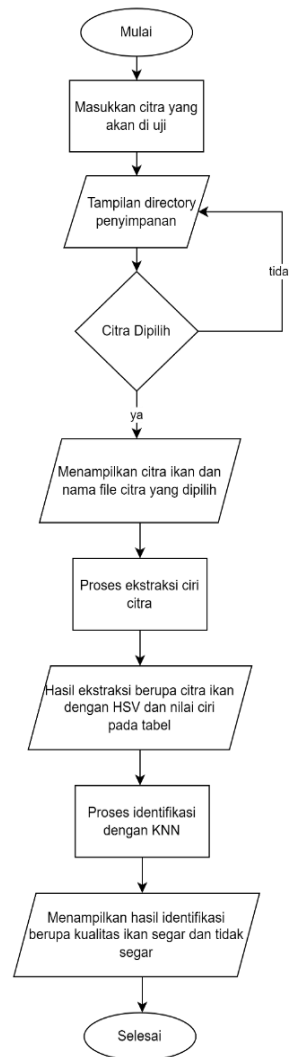 Mulai
Masukkan citra yang
akan di uji
Tampilan directory
penyimpanan
tida
Citra Dipilih
ya
Menampilkan citra ikan dan
nama file citra yang dipilih
Proses ekstraksi ciri
citra
Hasil ekstraksi berupa citra ikan
dengan HSV dan nilai ciri
pada tabel
Proses identifikasi
dengan KNN
Menampilkan hasil identifikasi
berupa kualitas ikan segar dan tidak
segar
Selesai